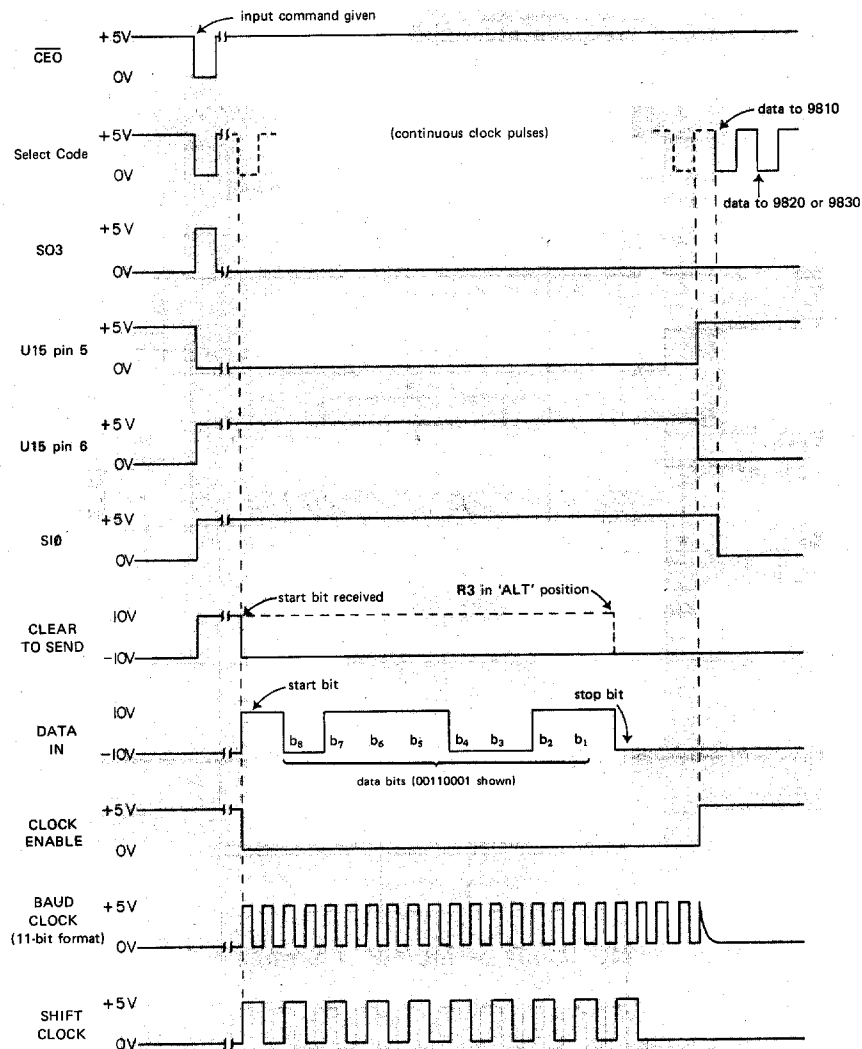 input command given
+5V
CEO
0V
data to 9810
+5V
(continuous clock pulses)
Select Code
0V
data to 9820 or 9830
+5V
SO3
0V
+5V
U15 pin 5
0V
+5V
U15 pin 6
0V
+5V
SIØ
0V
start bit received
R3 in 'ALT' position
10V
CLEAR
TO SEND
-10V
start bit
stop bit
10V
DATA
IN
b8 b7 b6 b5 b4 b3 b2 b1
-10V
data bits (00110001 shown)
+5V
CLOCK
ENABLE
0V
BAUD
CLOCK
+5V
(11-bit format)
0V
+5V
SHIFT
CLOCK
0V